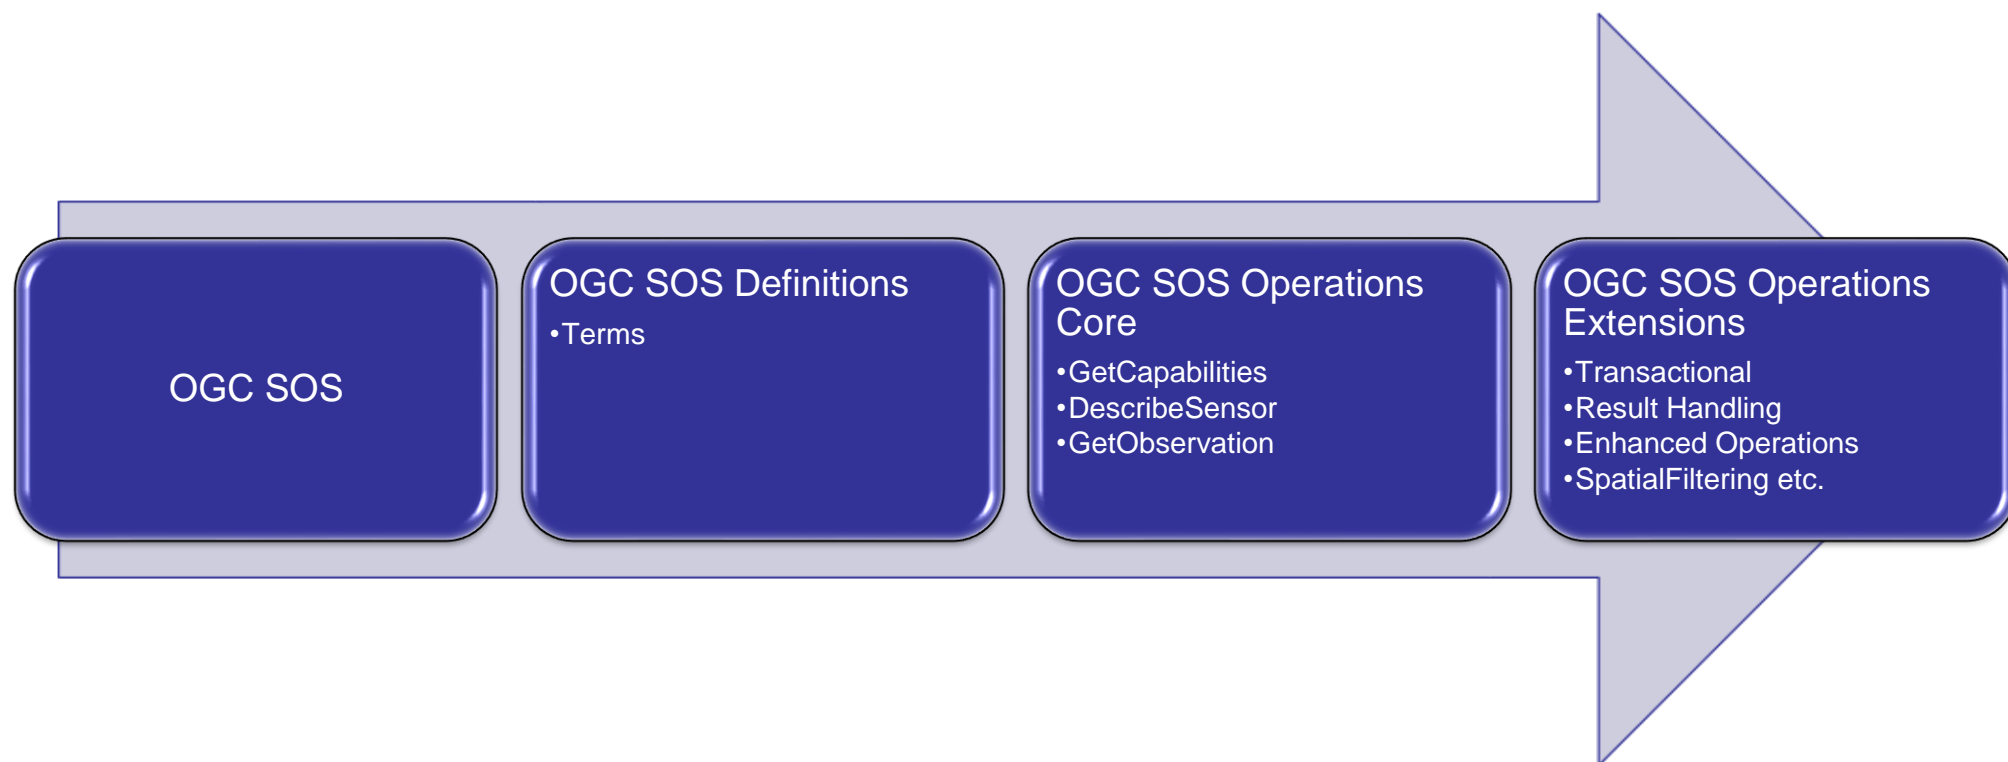 OGC SOS
OGC SOS Definitions
•Terms
OGC SOS Operations
Core
•GetCapabilities
•DescribeSensor
•GetObservation
OGC SOS Operations
Extensions
•Transactional
•Result Handling
•Enhanced Operations
•SpatialFiltering etc.